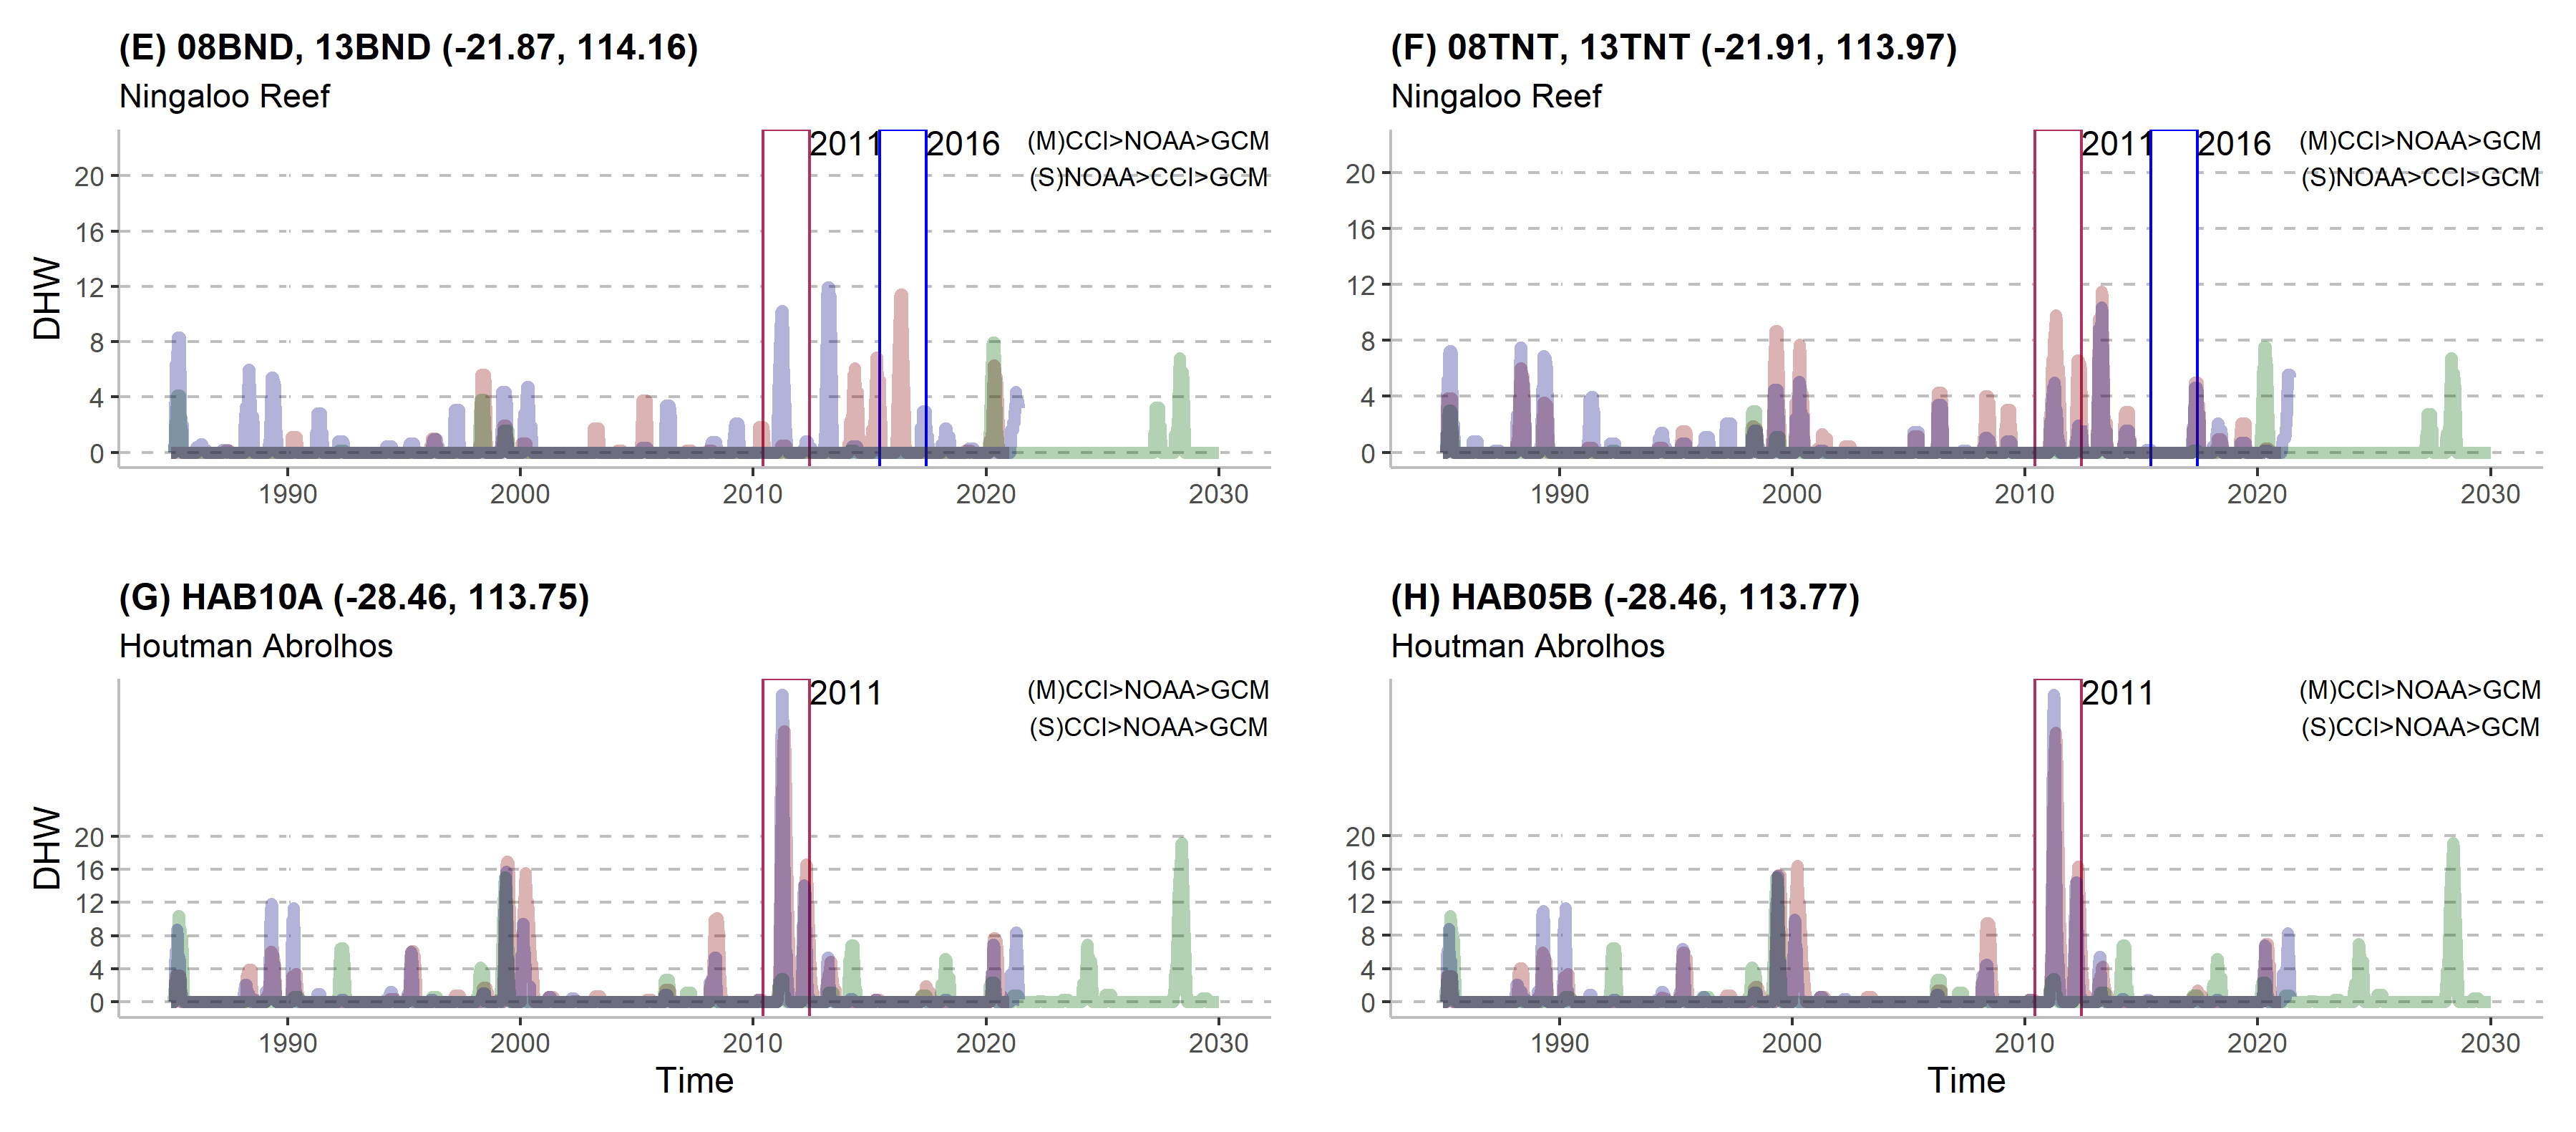 (E) 08BND, 13BND (-21.87, 114.16)
Ningaloo Reef
2011
2016
(M)CCI>NOAA>GCM
(S)NOAA>CCI>GCM
DHW
20
16
12
8
4
0
1990
2000
2010
2020
2030
(F) 08TNT, 13TNT (-21.91, 113.97)
Ningaloo Reef
2011
2016
(M)CCI>NOAA>GCM
(S)NOAA>CCI>GCM
20
16
12
8
4
0
1990
2000
2010
2020
2030
(G) HAB10A (-28.46, 113.75)
Houtman Abrolhos
2011
(M)CCI>NOAA>GCM
(S)CCI>NOAA>GCM
DHW
20
16
12
8
4
0
1990
2000
2010
2020
2030
Time
(H) HAB05B (-28.46, 113.77)
Houtman Abrolhos
2011
(M)CCI>NOAA>GCM
(S)CCI>NOAA>GCM
20
16
12
8
4
0
1990
2000
2010
2020
2030
Time